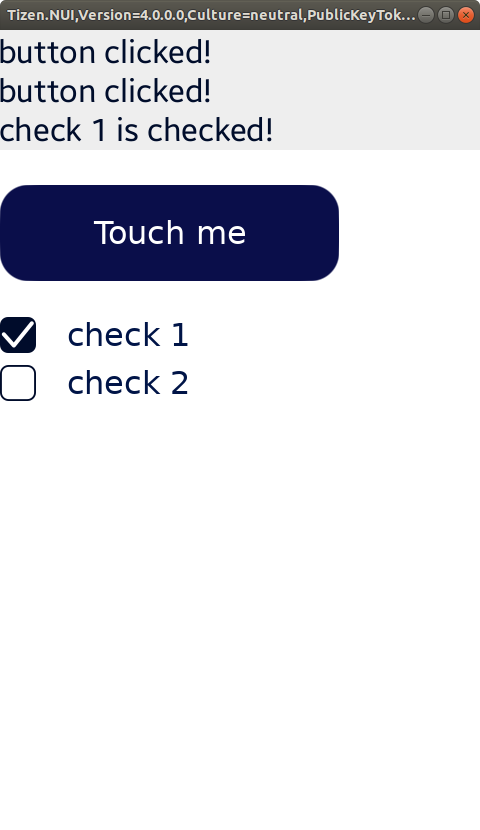 Tizen.NUI,Version=4.0.0.0,Culture=neutral,PublicKeyTok...
button clicked!
button clicked!
check 1 is checked!
Touch me
check 1
check 2